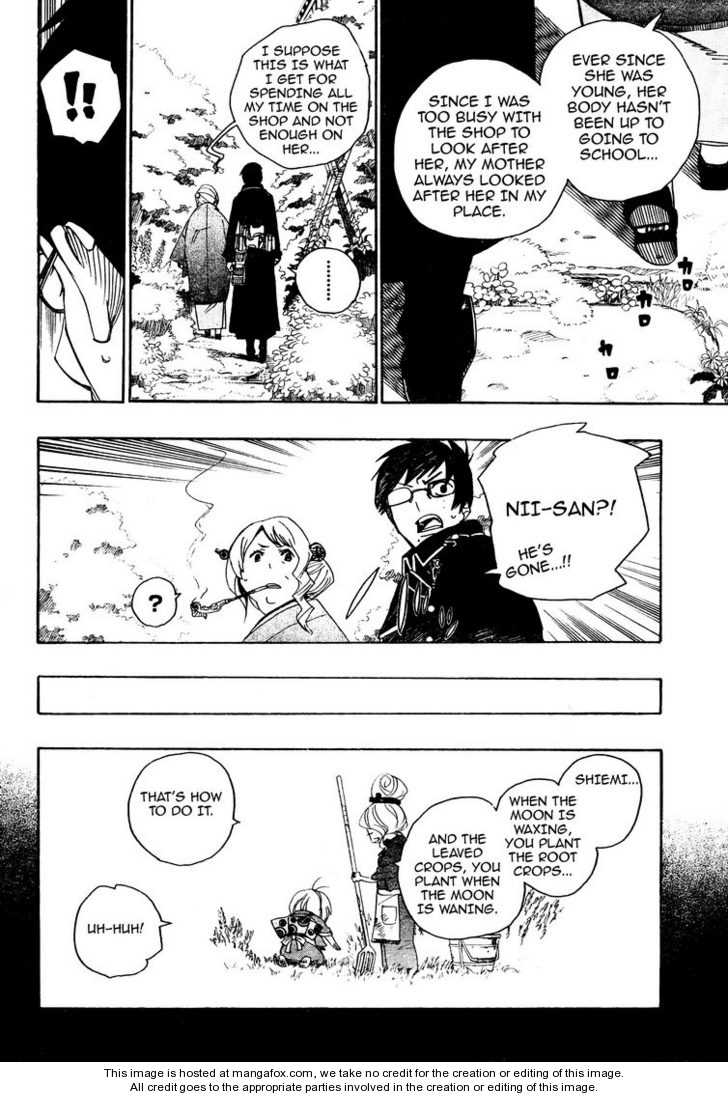 EVER SINCE
SHE WAS
YOUNG, HER
BODY HASN'T
BEEN UP TO
GOING TO
SCHOOL...
SINCE I WAS
TOO BUSY WITH
THE SHOP TO
LOOK AFTER
HER, MY MOTHER
ALWAYS LOOKED
AFTER HER IN MY
PLACE.
カロ
カロ
I SUPPOSE
THIS IS WHAT
I GET FOR
SPENDING ALL
MY TIME ON THE
SHOP AND NOT
ENOUGH ON
HER...
........
!!
NII-SAN?!
HE'S
GONE...!!
?
SHIEMI...
WHEN THE
MOON IS
WAXING,
YOU PLANT
THE ROOT
CROPS...
AND THE
LEAVED
CROPS, YOU
PLANT WHEN
THE MOON
IS WANING.
THAT'S HOW
TO DO IT.
UH-HUH!
This image is hosted at mangafox.com, we take no credit for the creation or editing of this image.
All credit goes to the appropriate parties involved in the creation or editing of this image.